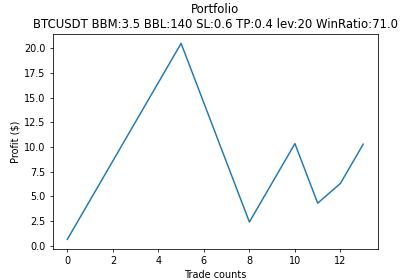 Portfolio
BTCUSDT BBM:3.5 BBL:140 SL:0.6 TP:0.4 lev:20 WinRatio:71.0
20.0
17.5
15.0
12.5
10.0
7.5
5.0
2.5
0.0
Profit ($)
0 2 4 6 8 10 12
Trade counts